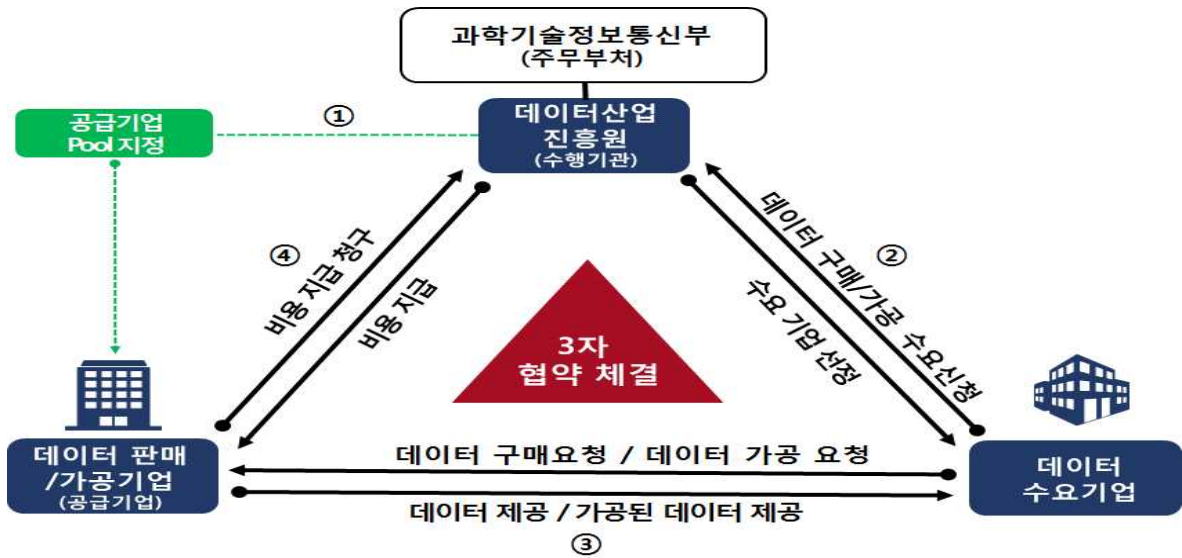 과학기술정보통신부
(주무부처)
데이터산업
진흥원
(수행기관)
①
공급기업
Pool 지정
④
비용 지급 청구
비용 지급
②
데이터 구매/가공 수요신청
수요 기업 선정
3자
협약 체결
데이터 판매
/가공기업
(공급기업)
데이터 구매요청 / 데이터 가공 요청
데이터 제공 / 가공된 데이터 제공
③
데이터
수요기업